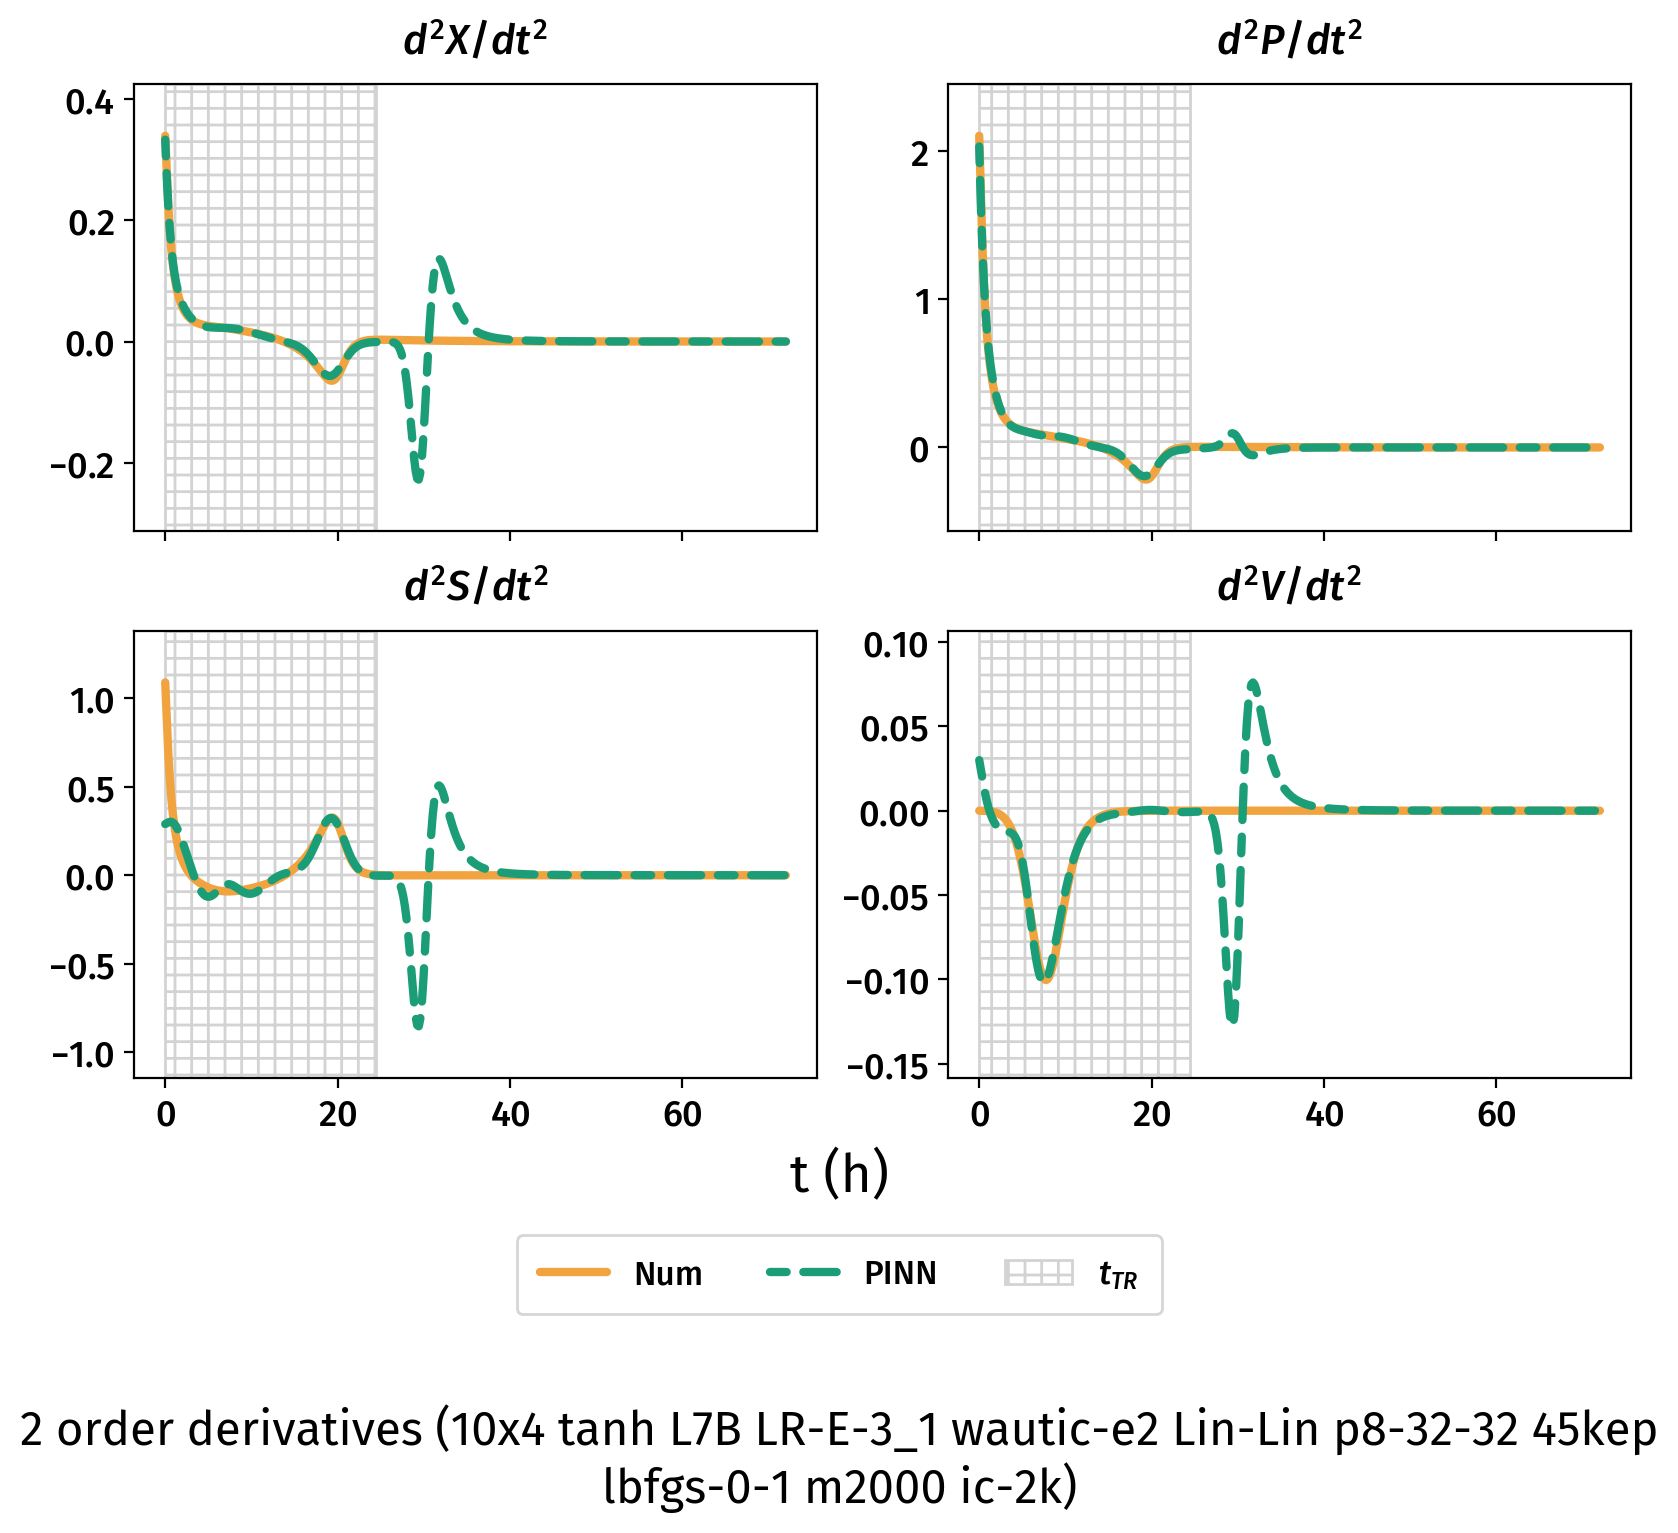 d²X/dt²
d²P/dt²
0.4
0.2
0.0
−0.2
2
1
0
d²S/dt²
d²V/dt²
1.0
0.5
0.0
−0.5
−1.0
0.10
0.05
0.00
−0.05
−0.10
−0.15
0 20 40 60
0 20 40 60
t (h)
Num PINN t_TR
2 order derivatives (10x4 tanh L7B LR-E-3_1 wautic-e2 Lin-Lin p8-32-32 45kep
lbfgs-0-1 m2000 ic-2k)